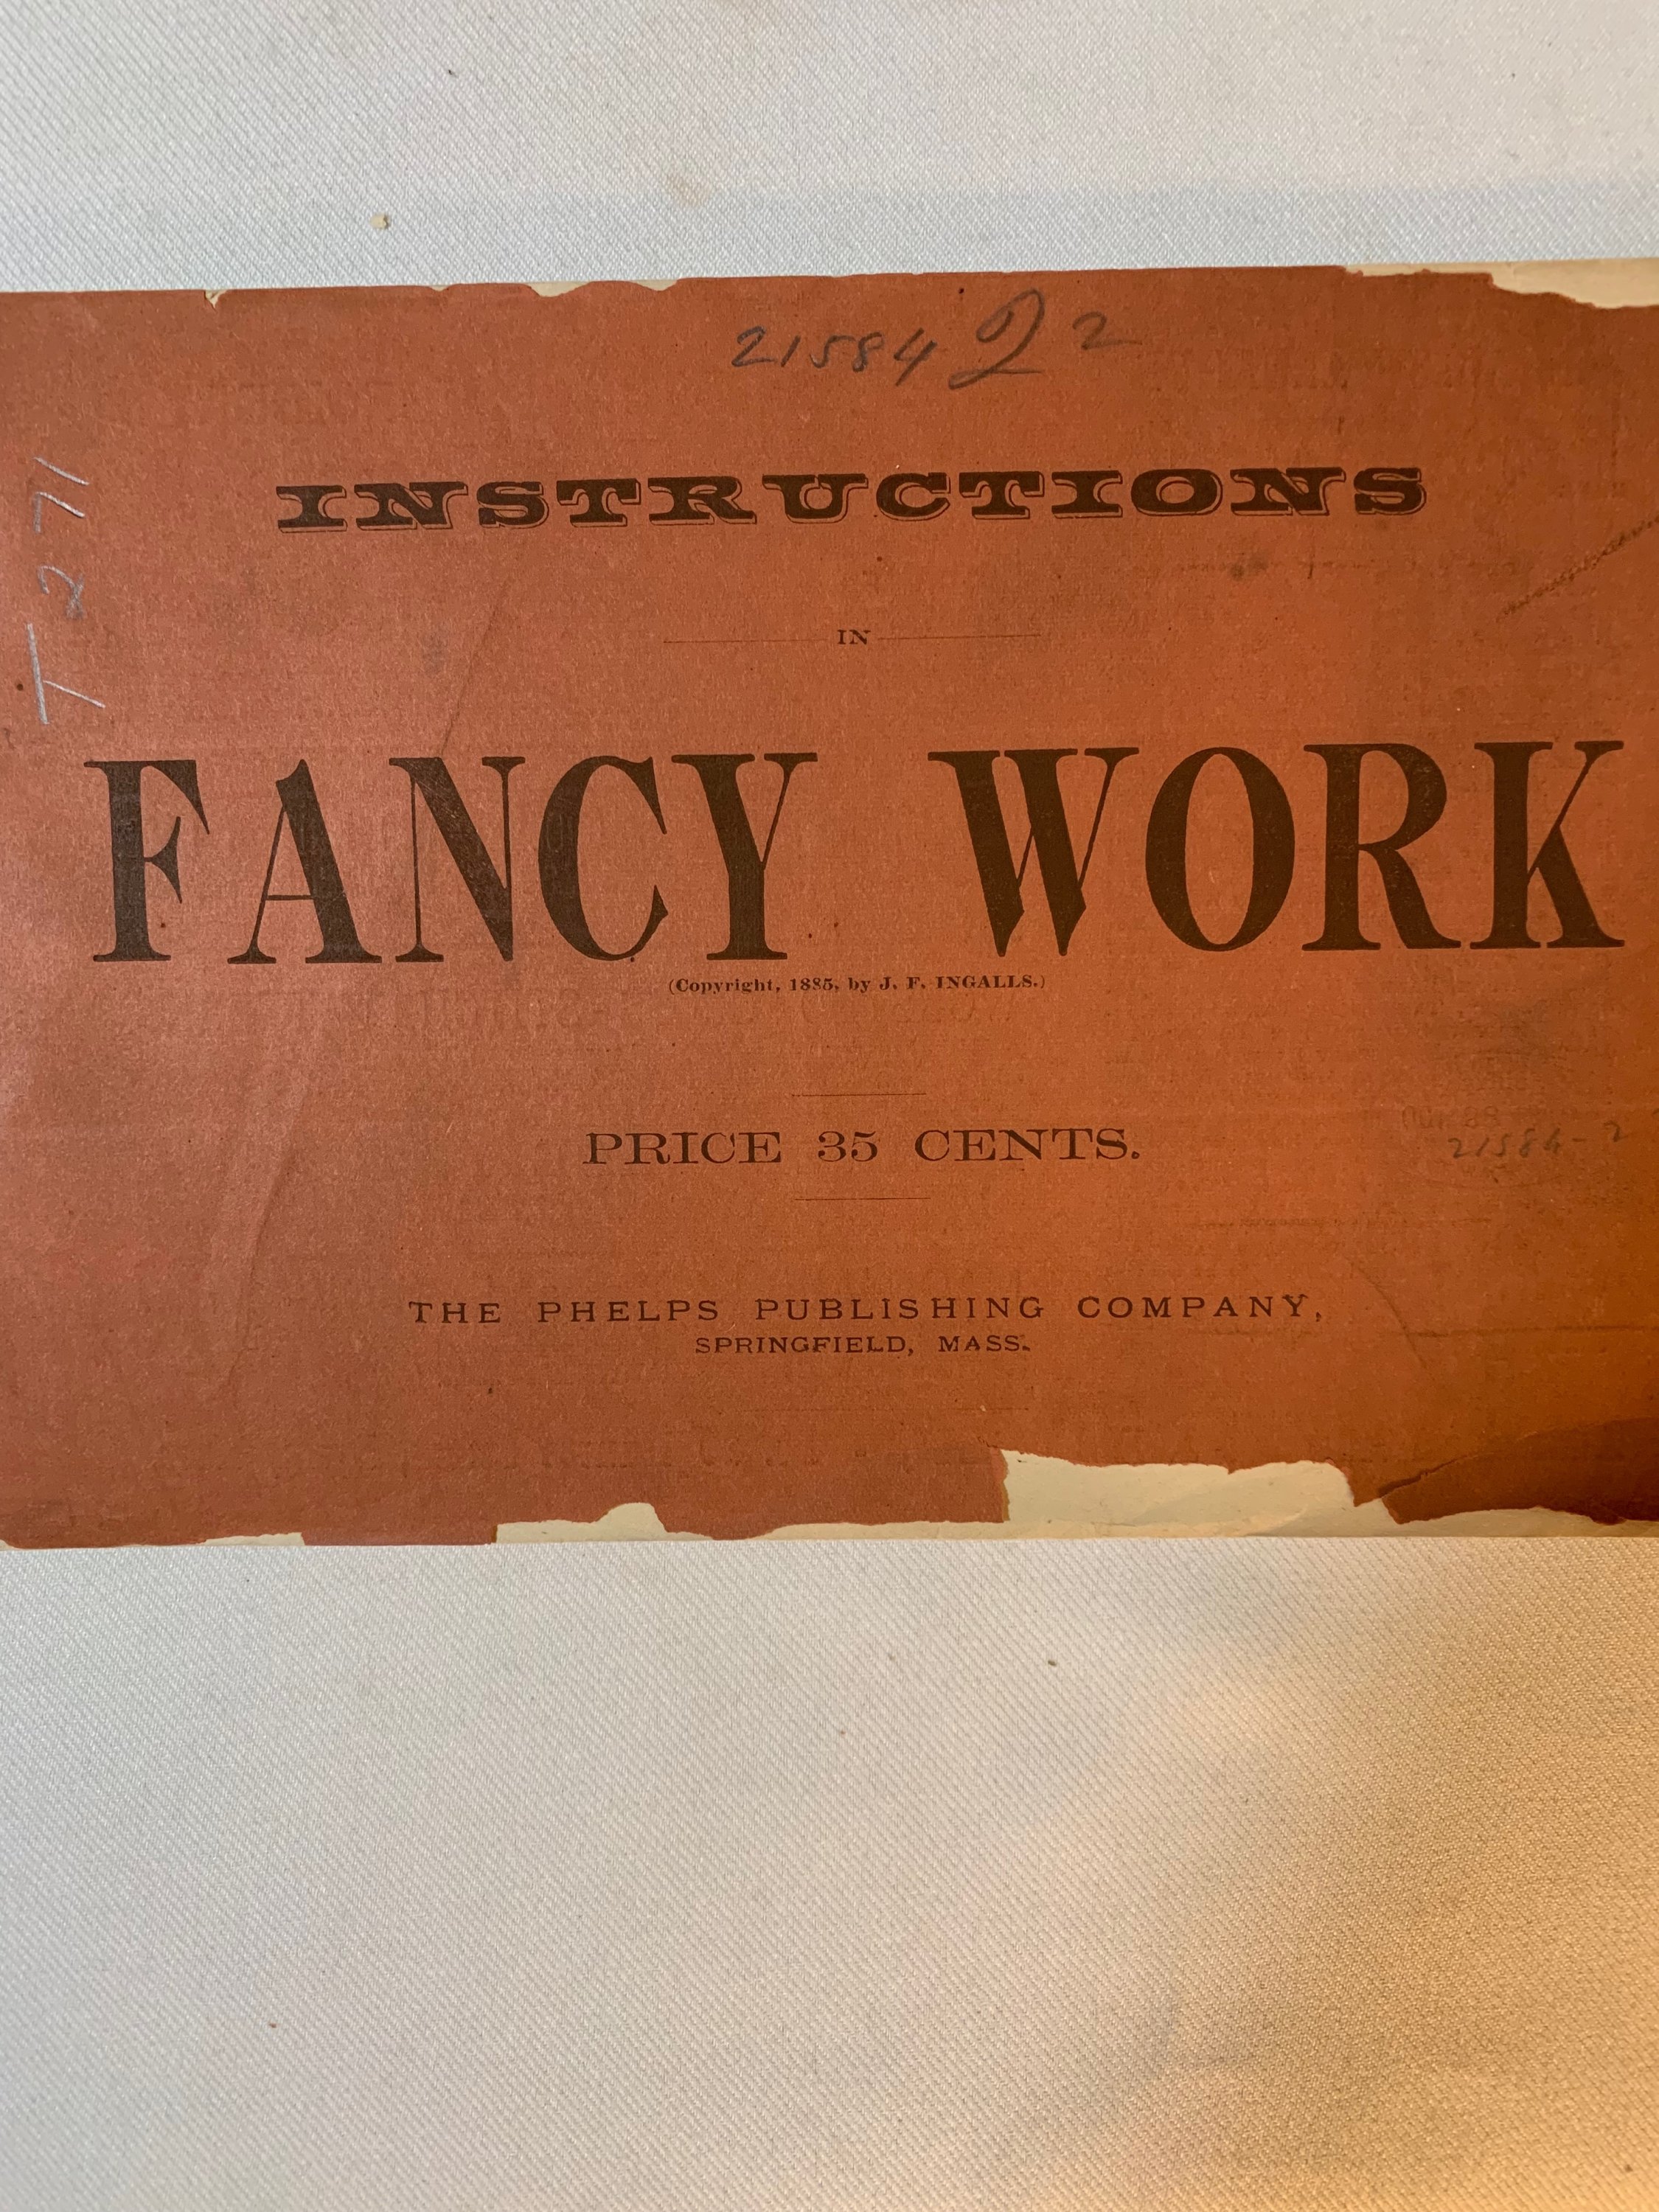 21584 Q 2
T 271
INSTRUCTIONS
IN
FANCY WORK
(Copyright, 1885, by J. F. INGALLS.)
PRICE 35 CENTS.
21584-2
THE PHELPS PUBLISHING COMPANY,
SPRINGFIELD, MASS.